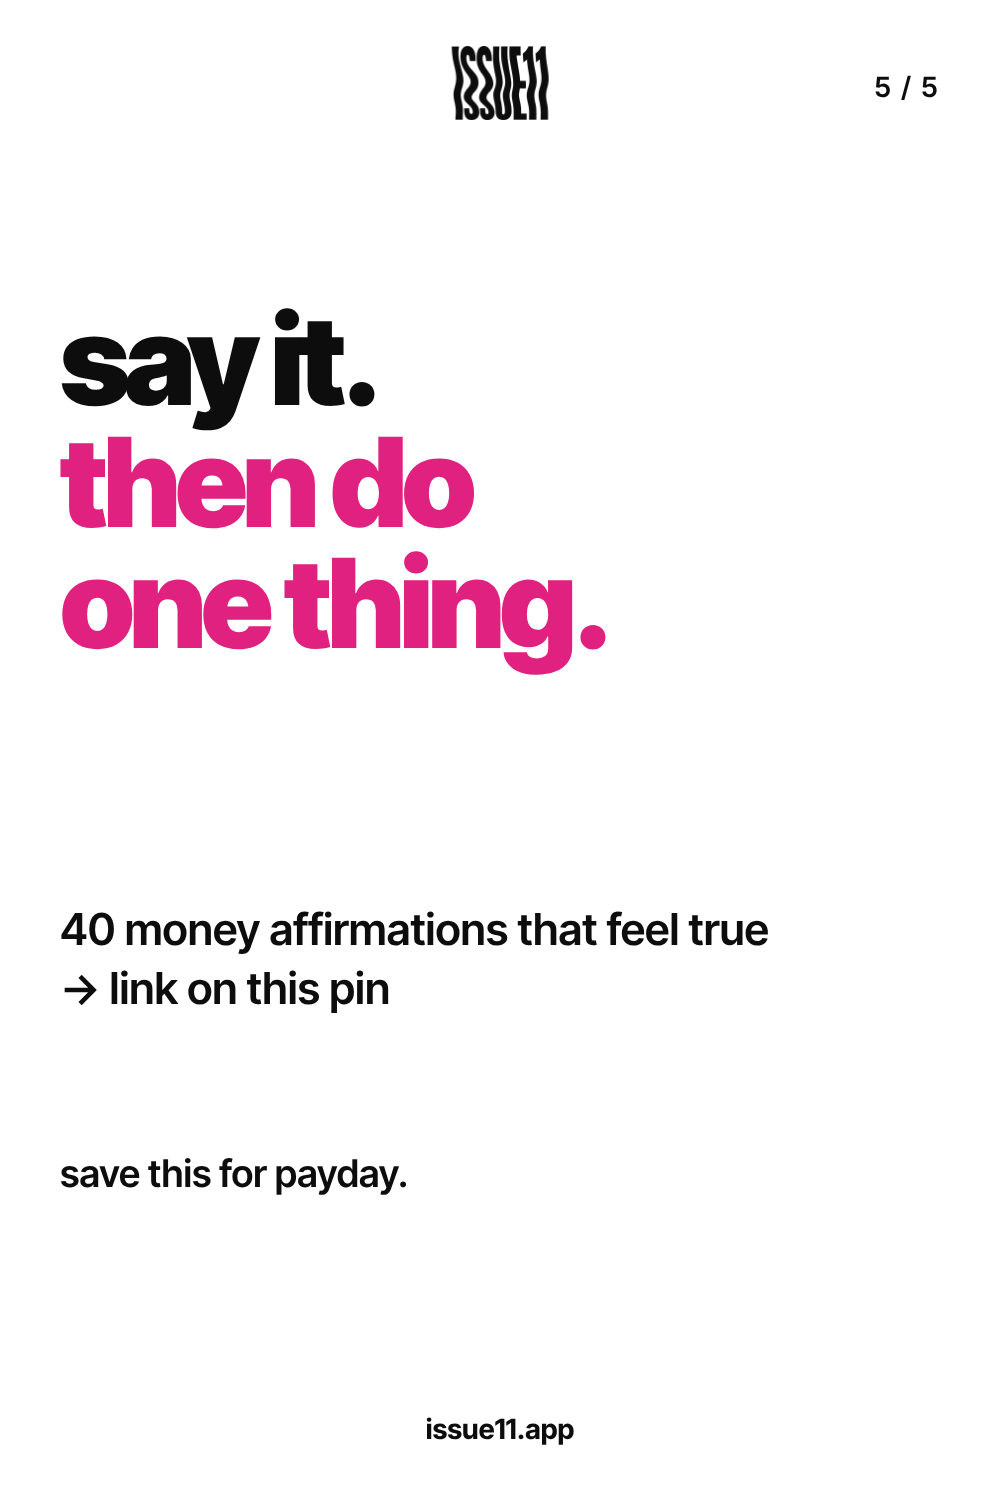 ISSUE11
5 / 5
say it.
then do
one thing.
40 money affirmations that feel true
→ link on this pin
save this for payday.
issue11.app